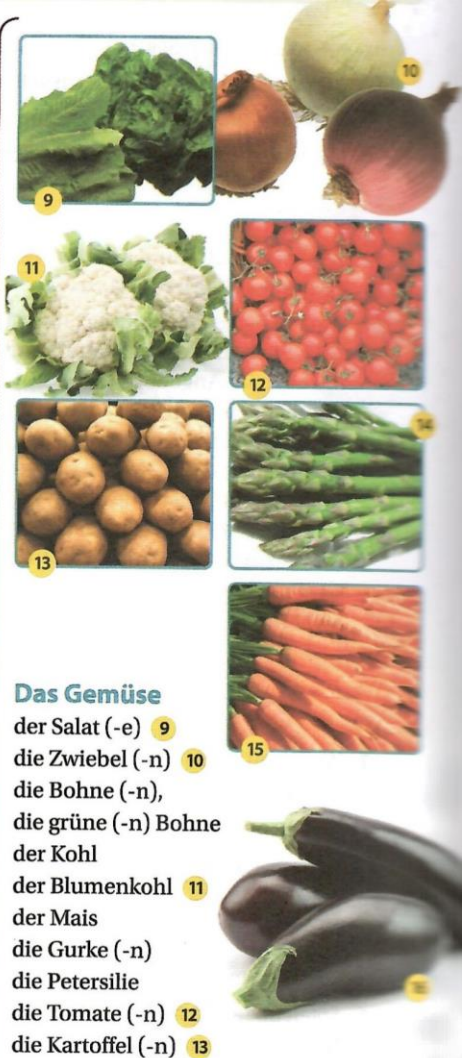 9
10
11
12
13
14
15
16
Das Gemüse
der Salat (-e) 9
die Zwiebel (-n) 10
die Bohne (-n),
die grüne (-n) Bohne
der Kohl
der Blumenkohl 11
der Mais
die Gurke (-n)
die Petersilie
die Tomate (-n) 12
die Kartoffel (-n) 13